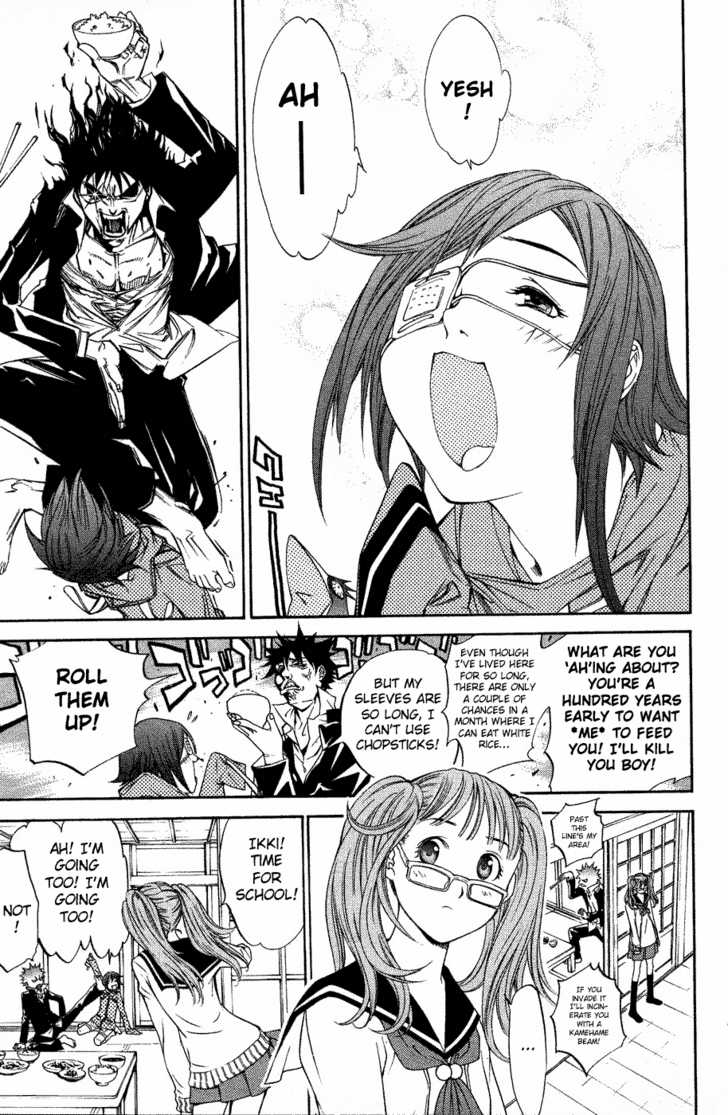 YESH
!
AH
—
ゴキ
WHAT ARE YOU
'AH'ING ABOUT?
YOU'RE A
HUNDRED YEARS
EARLY TO WANT
*ME* TO FEED
YOU! I'LL KILL
YOU BOY!
EVEN THOUGH
I'VE LIVED HERE
FOR SO LONG,
THERE ARE ONLY
A COUPLE OF
CHANCES IN A
MONTH WHERE I
CAN EAT WHITE
RICE...
BUT MY
SLEEVES ARE
SO LONG, I
CAN'T USE
CHOPSTICKS!
ROLL
THEM
UP!
PAST
THIS
LINE'S MY
AREA!
IF YOU
INVADE IT
I'LL INCIN-
ERATE YOU
WITH A
KAMEHAME
BEAM!
...
IKKI!
TIME
FOR
SCHOOL!
AH! I'M
GOING
TOO! I'M
GOING
TOO!
NOT !